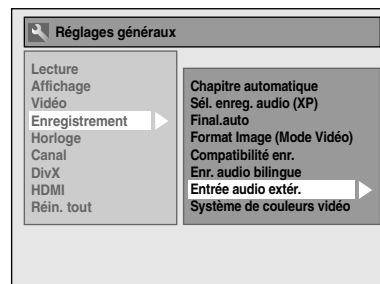 Réglages généraux
Lecture
Affichage
Vidéo
Enregistrement
Horloge
Canal
DivX
HDMI
Réin. tout
Chapitre automatique
Sél. enreg. audio (XP)
Final.auto
Format Image (Mode Vidéo)
Compatibilité enr.
Enr. audio bilingue
Entrée audio extér.
Système de couleurs vidéo